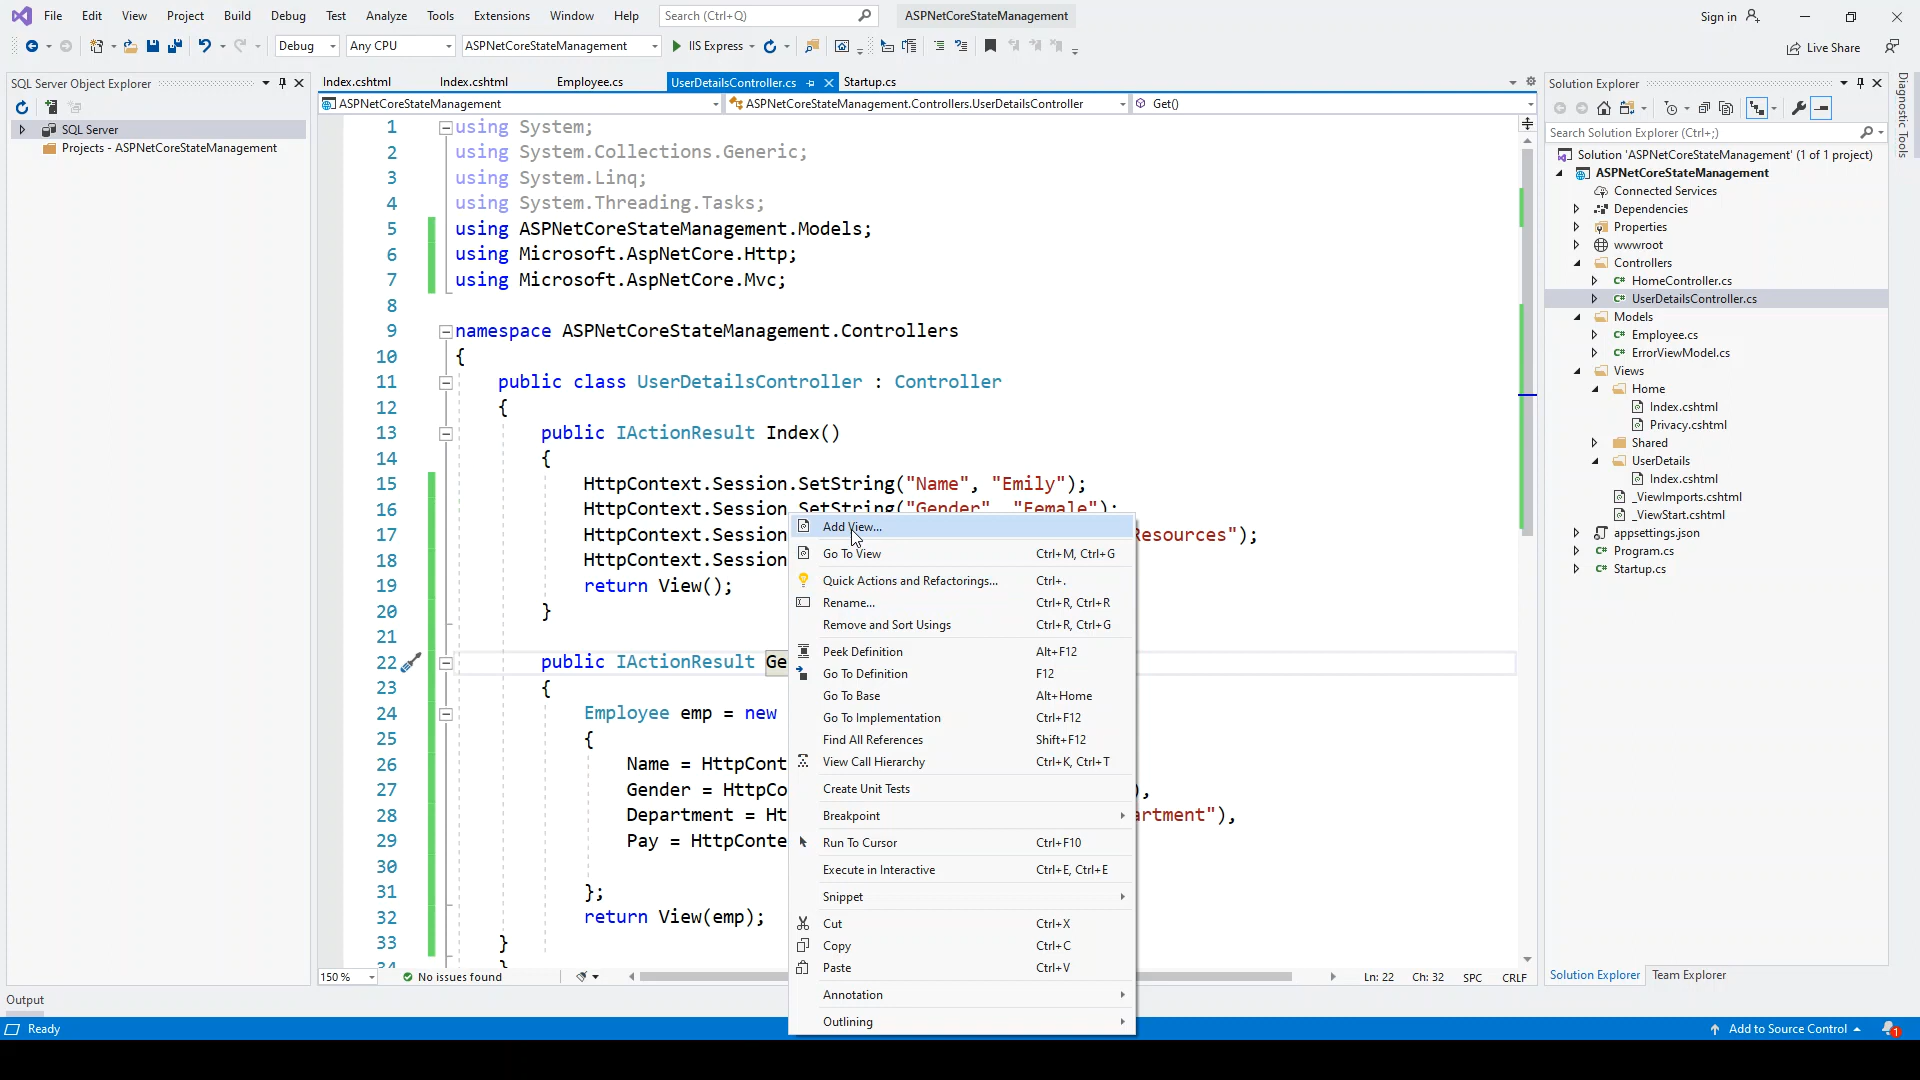 File Edit View Project Build Debug Test Analyze Tools Extensions Window Help Search (Ctrl+Q) ASPNetCoreStateManagement Sign in
Debug Any CPU ASPNetCoreStateManagement IIS Express Live Share
SQL Server Object Explorer
SQL Server
Projects - ASPNetCoreStateManagement
Index.cshtml Index.cshtml Employee.cs UserDetailsController.cs Startup.cs
ASPNetCoreStateManagement ASPNetCoreStateManagement.Controllers.UserDetailsController Get()
1 using System;
2 using System.Collections.Generic;
3 using System.Linq;
4 using System.Threading.Tasks;
5 using ASPNetCoreStateManagement.Models;
6 using Microsoft.AspNetCore.Http;
7 using Microsoft.AspNetCore.Mvc;
8
9 namespace ASPNetCoreStateManagement.Controllers
10 {
11 public class UserDetailsController : Controller
12 {
13 public IActionResult Index()
14 {
15 HttpContext.Session.SetString("Name", "Emily");
16 HttpContext.Session.SetString("Gender", "Female");
17 HttpContext.Session Resources");
18 HttpContext.Session
19 return View();
20 }
21
22 public IActionResult Ge
23 {
24 Employee emp = new
25 {
26 Name = HttpCont
27 Gender = HttpCo ),
28 Department = Ht artment"),
29 Pay = HttpConte
30
31 };
32 return View(emp);
33 }
34 }
Add View...
Go To View Ctrl+M, Ctrl+G
Quick Actions and Refactorings... Ctrl+.
Rename... Ctrl+R, Ctrl+R
Remove and Sort Usings Ctrl+R, Ctrl+G
Peek Definition Alt+F12
Go To Definition F12
Go To Base Alt+Home
Go To Implementation Ctrl+F12
Find All References Shift+F12
View Call Hierarchy Ctrl+K, Ctrl+T
Create Unit Tests
Breakpoint
Run To Cursor Ctrl+F10
Execute in Interactive Ctrl+E, Ctrl+E
Snippet
Cut Ctrl+X
Copy Ctrl+C
Paste Ctrl+V
Annotation
Outlining
150 % No issues found Ln: 22 Ch: 32 SPC CRLF
Solution Explorer
Search Solution Explorer (Ctrl+;)
Solution 'ASPNetCoreStateManagement' (1 of 1 project)
ASPNetCoreStateManagement
Connected Services
Dependencies
Properties
wwwroot
Controllers
C# HomeController.cs
C# UserDetailsController.cs
Models
C# Employee.cs
C# ErrorViewModel.cs
Views
Home
Index.cshtml
Privacy.cshtml
Shared
UserDetails
Index.cshtml
_ViewImports.cshtml
_ViewStart.cshtml
appsettings.json
C# Program.cs
C# Startup.cs
Solution Explorer Team Explorer
Diagnostic Tools
Output
Ready Add to Source Control 1